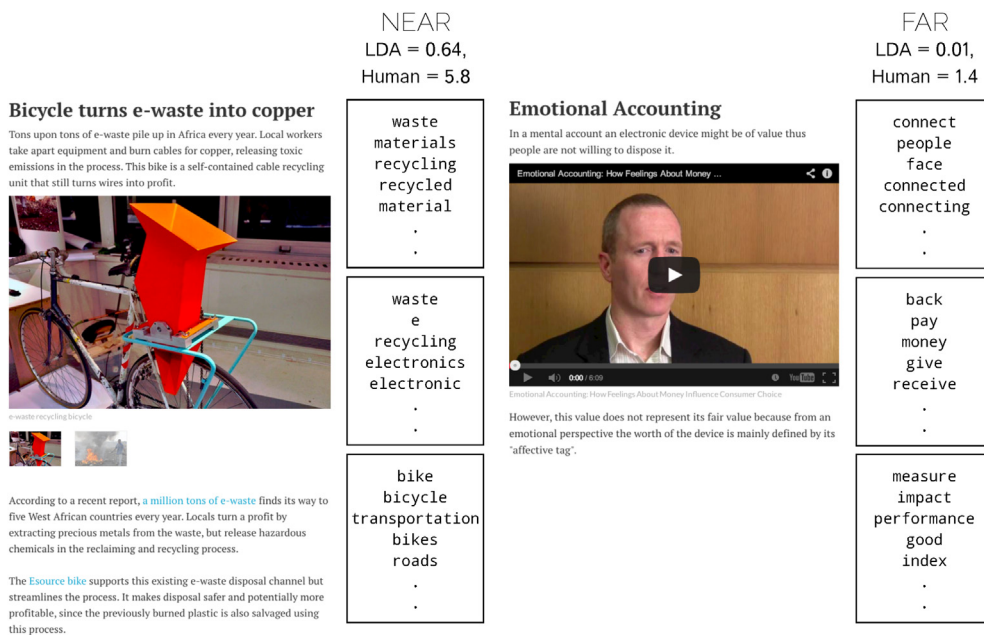 NEAR
LDA = 0.64,
Human = 5.8
Bicycle turns e-waste into copper
Tons upon tons of e-waste pile up in Africa every year. Local workers
take apart equipment and burn cables for copper, releasing toxic
emissions in the process. This bike is a self-contained cable recycling
unit that still turns wires into profit.
e-waste recycling bicycle
According to a recent report, a million tons of e-waste finds its way to
five West African countries every year. Locals turn a profit by
extracting precious metals from the waste, but release hazardous
chemicals in the reclaiming and recycling process.
The Esource bike supports this existing e-waste disposal channel but
streamlines the process. It makes disposal safer and potentially more
profitable, since the previously burned plastic is also salvaged using
this process.
waste
materials
recycling
recycled
material
.
.
waste
e
recycling
electronics
electronic
.
.
bike
bicycle
transportation
bikes
roads
.
.
FAR
LDA = 0.01,
Human = 1.4
Emotional Accounting
In a mental account an electronic device might be of value thus
people are not willing to dispose it.
Emotional Accounting: How Feelings About Money ...
0:00 / 6:09
YouTube
Emotional Accounting: How Feelings About Money Influence Consumer Choice
However, this value does not represent its fair value because from an
emotional perspective the worth of the device is mainly defined by its
"affective tag".
connect
people
face
connected
connecting
.
.
back
pay
money
give
receive
.
.
measure
impact
performance
good
index
.
.